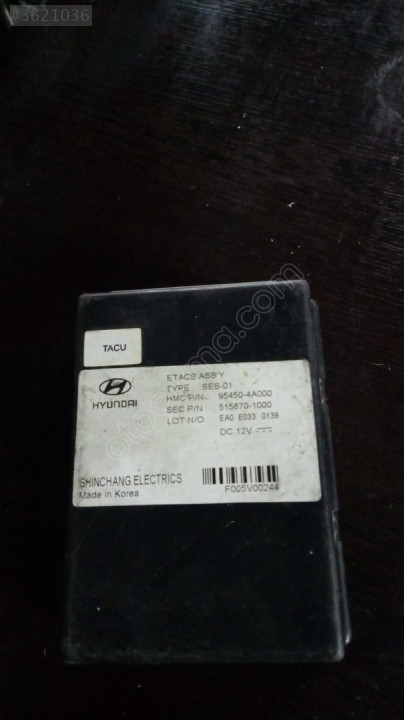 #3621036
TACU
HYUNDAI
ETACS ASS'Y
TYPE SES-01
HMC P/N 95450-4A000
SEC P/N 515670-1000
LOT N/O EA0 E033 0139
DC 12V
SHINCHANG ELECTRICS
Made in Korea
F005V00244